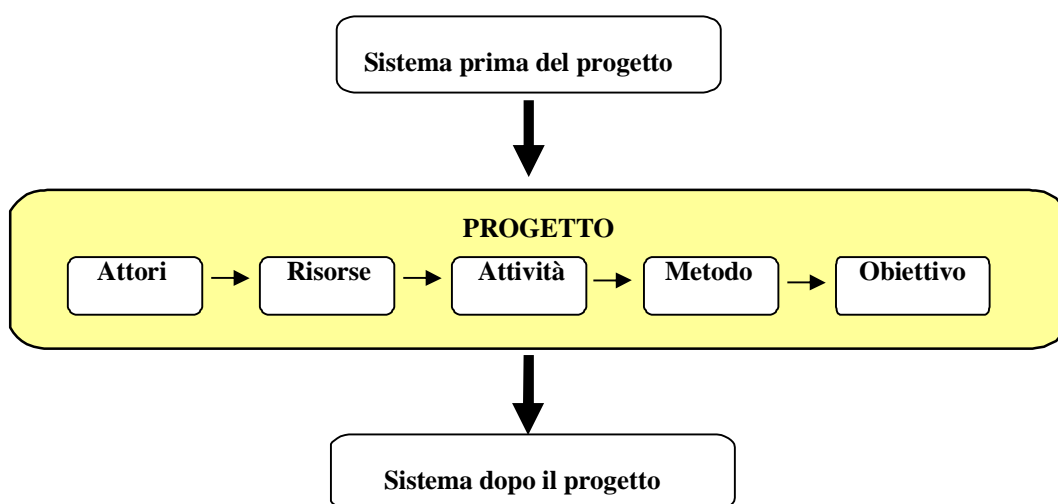 Sistema prima del progetto
PROGETTO
Attori Risorse Attività Metodo Obiettivo
Sistema dopo il progetto